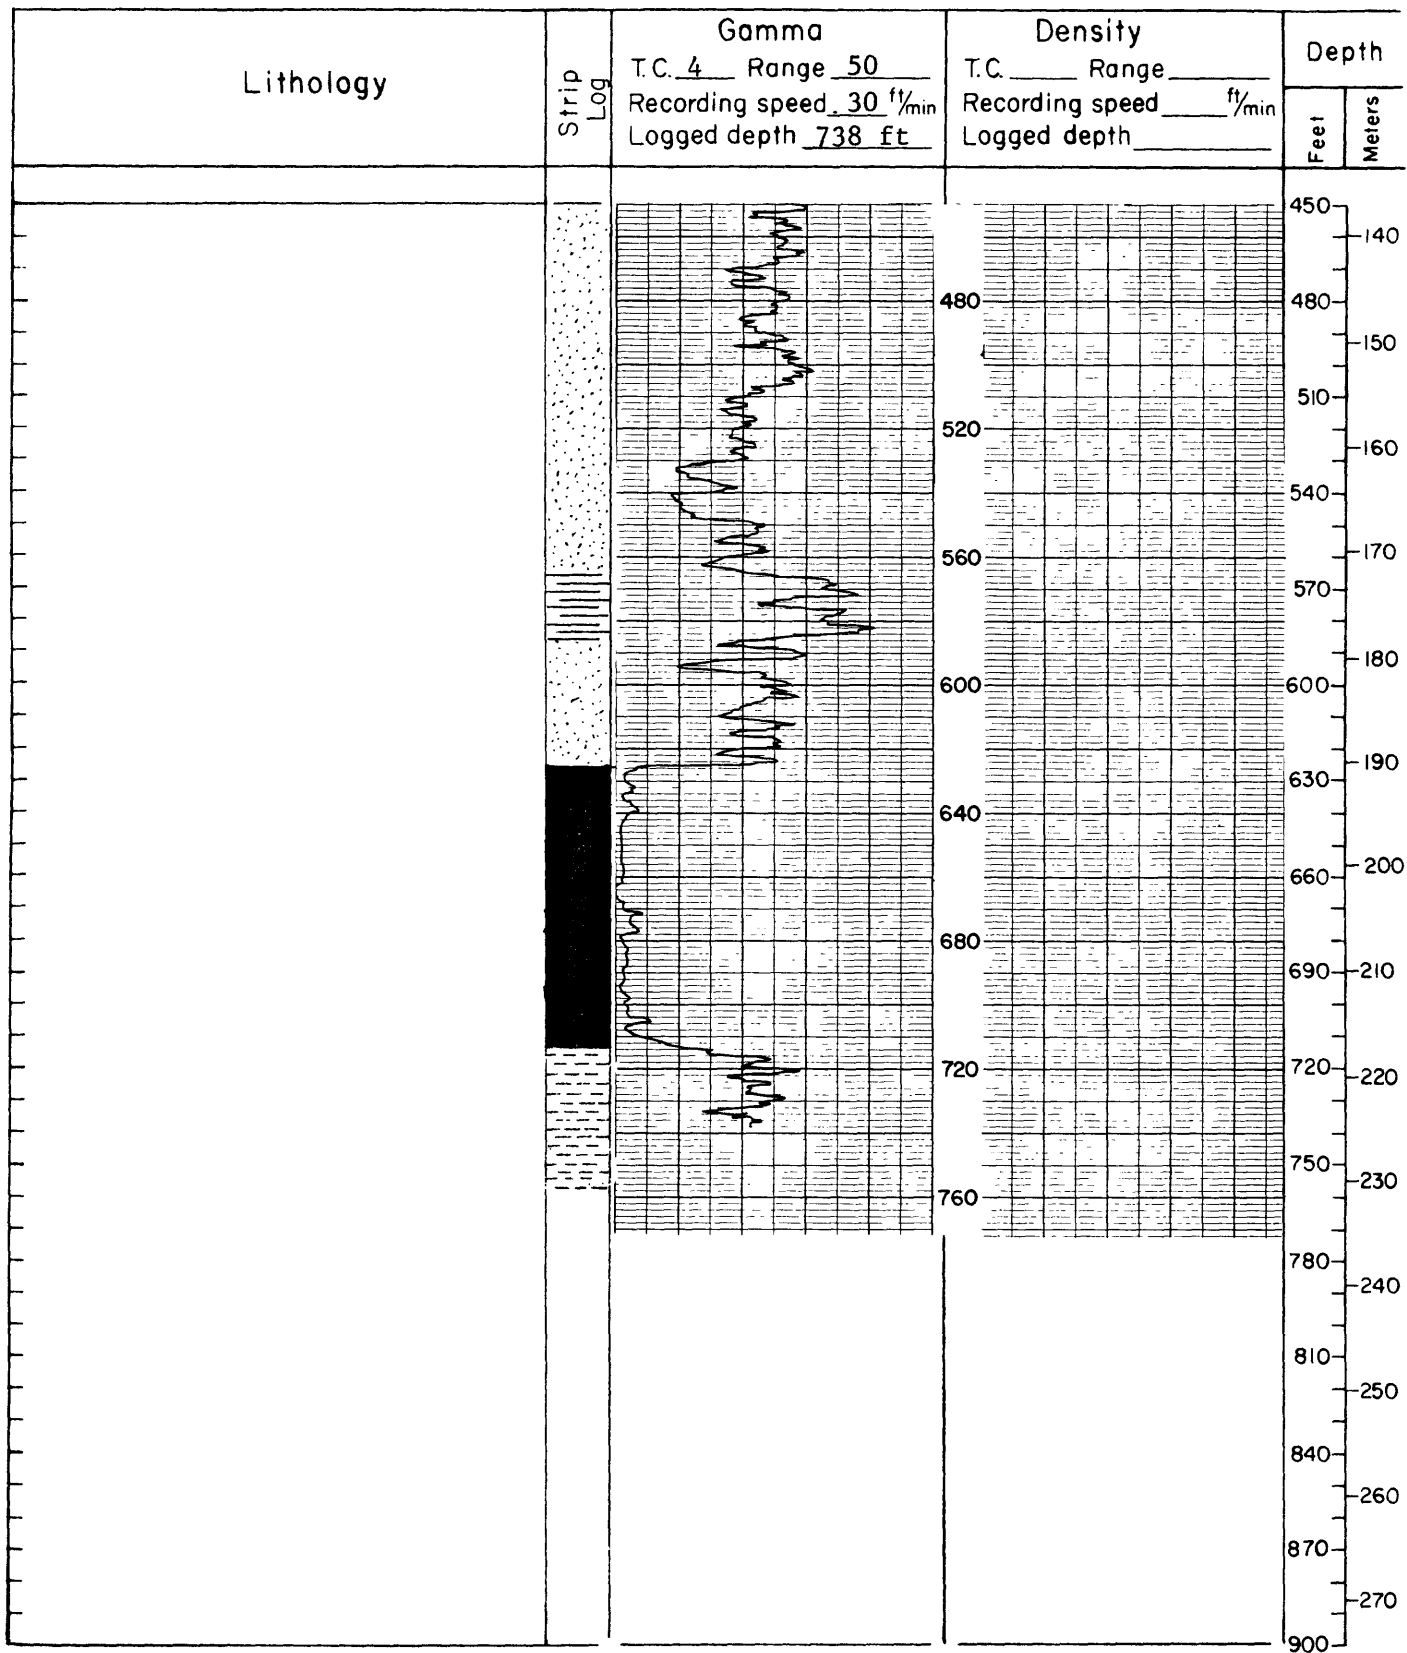 Lithology
Strip Log
Gamma
T.C. 4 Range 50
Recording speed . 30 ft/min
Logged depth 738 ft
Density
T.C. Range
Recording speed ft/min
Logged depth
Depth
Feet
Meters
450
140
480
480
150
510
520
160
540
560
170
570
180
600
600
190
630
640
200
660
680
690
210
720
720
220
750
230
760
780
240
810
250
840
260
870
270
900